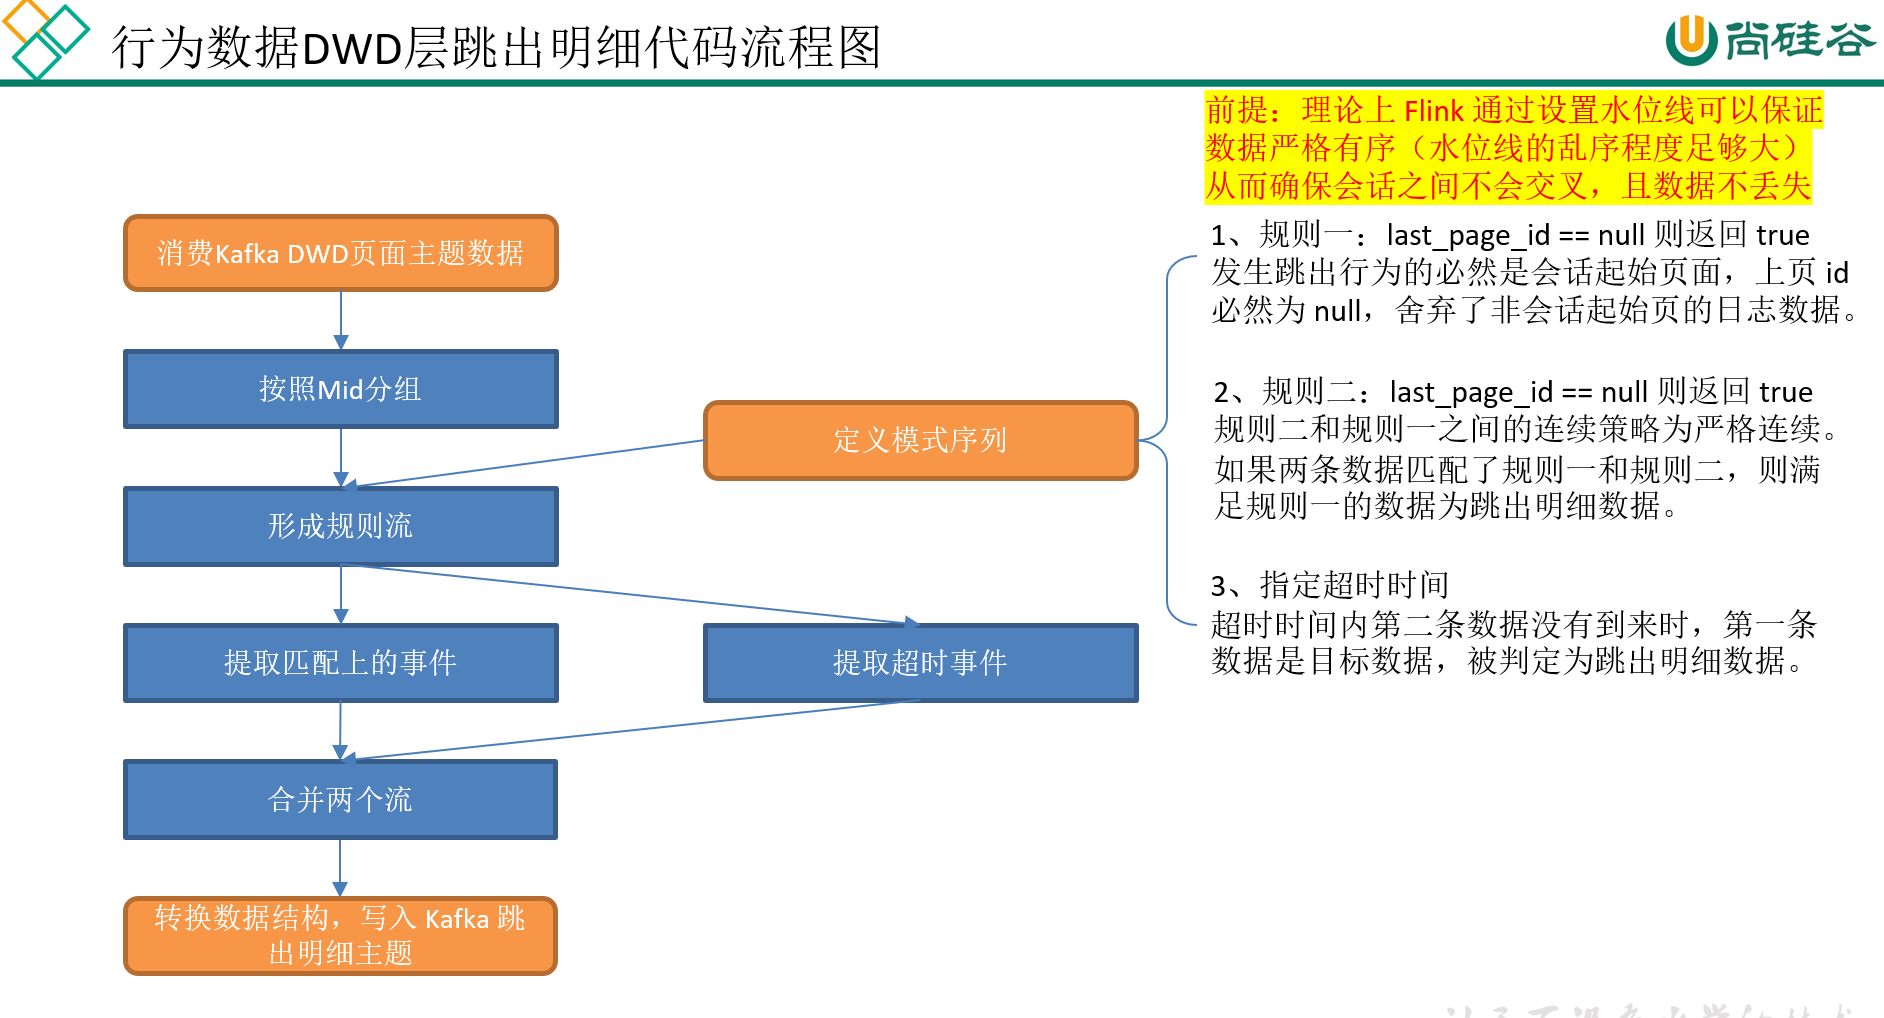 行为数据DWD层跳出明细代码流程图
尚硅谷
前提：理论上 Flink 通过设置水位线可以保证
数据严格有序（水位线的乱序程度足够大）
从而确保会话之间不会交叉，且数据不丢失
消费Kafka DWD页面主题数据
按照Mid分组
定义模式序列
形成规则流
提取匹配上的事件
提取超时事件
合并两个流
转换数据结构，写入 Kafka 跳
出明细主题
1、规则一：last_page_id == null 则返回 true
发生跳出行为的必然是会话起始页面，上页 id
必然为 null，舍弃了非会话起始页的日志数据。
2、规则二：last_page_id == null 则返回 true
规则二和规则一之间的连续策略为严格连续。
如果两条数据匹配了规则一和规则二，则满
足规则一的数据为跳出明细数据。
3、指定超时时间
超时时间内第二条数据没有到来时，第一条
数据是目标数据，被判定为跳出明细数据。